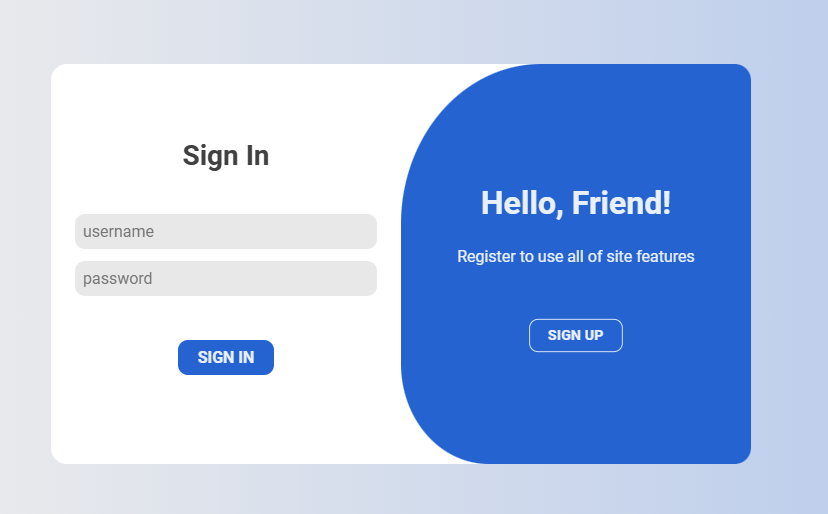 Sign In
username
password
SIGN IN
Hello, Friend!
Register to use all of site features
SIGN UP